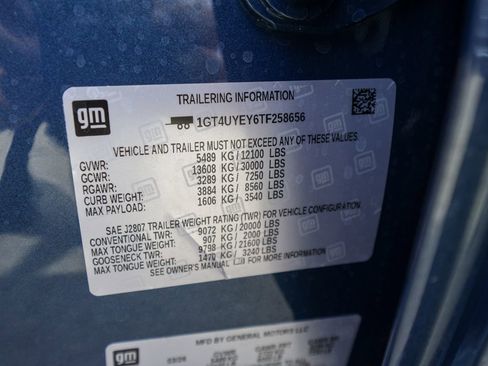 gm
TRAILERING INFORMATION
1GT4UYEY6TF258656
VEHICLE AND TRAILER MUST NOT EXCEED ANY OF THESE VALUES.
GVWR: 5489 KG/12100 LBS
GCWR: 13608 KG/30000 LBS
RGAWR: 3289 KG/ 7250 LBS
CURB WEIGHT: 3884 KG/ 8560 LBS
MAX PAYLOAD: 1606 KG/ 3540 LBS
SAE J2807 TRAILER WEIGHT RATING (TWR) FOR VEHICLE CONFIGURATION.
CONVENTIONAL TWR: 9072 KG/20000 LBS
MAX TONGUE WEIGHT: 907 KG/ 2000 LBS
GOOSENECK TWR: 9798 KG/21600 LBS
MAX TONGUE WEIGHT: 1470 KG/ 3240 LBS
SEE OWNER'S MANUAL FOR
gm
MFD BY GENERAL MOTORS LLC
GVWR